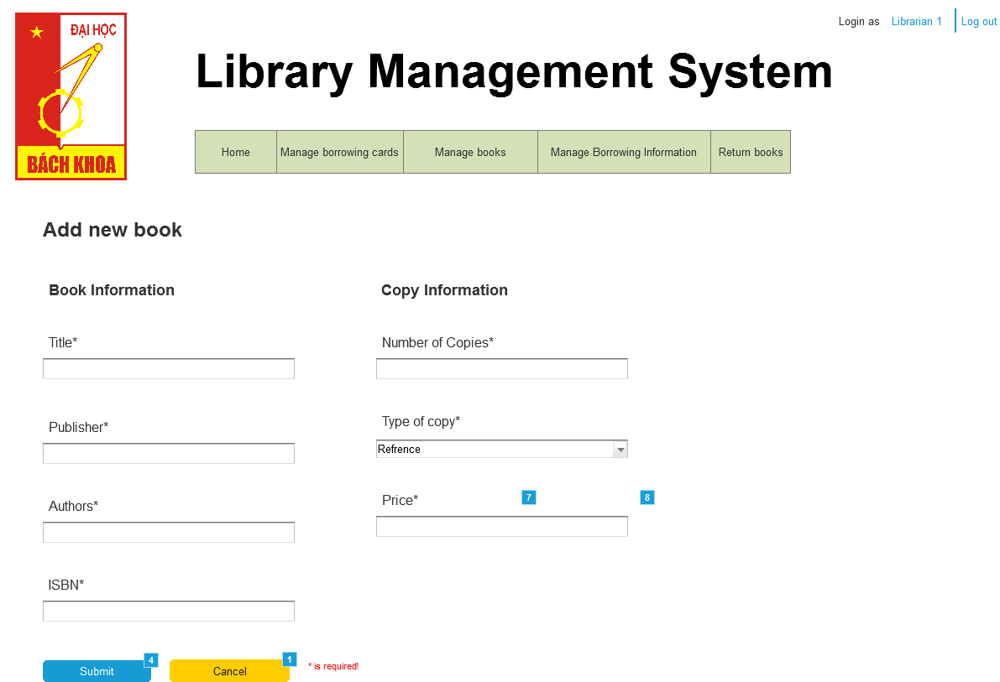 Login as Librarian 1 Log out
ĐẠI HỌC
BÁCH KHOA
Library Management System
Home Manage borrowing cards Manage books Manage Borrowing Information Return books
Add new book
Book Information
Copy Information
Title*
Number of Copies*
Publisher*
Type of copy*
Refrence
Authors*
Price*
7
8
ISBN*
Submit
4
Cancel
1
* is required!